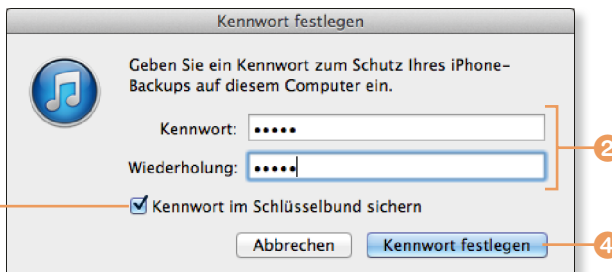 Kennwort festlegen
Geben Sie ein Kennwort zum Schutz Ihres iPhone-
Backups auf diesem Computer ein.
Kennwort: •••••
Wiederholung: •••••
Kennwort im Schlüsselbund sichern
Abbrechen Kennwort festlegen
2
4